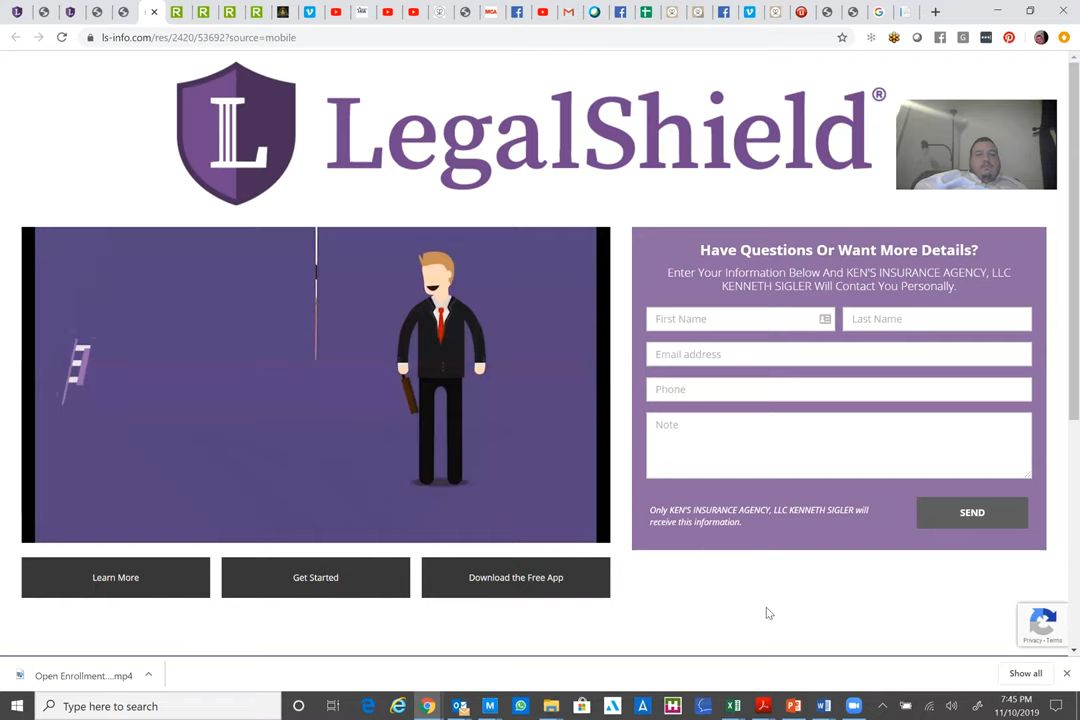 ls-info.com/res/2420/53692?source=mobile
L LegalShield®
Have Questions Or Want More Details?
Enter Your Information Below And KEN'S INSURANCE AGENCY, LLC
KENNETH SIGLER Will Contact You Personally.
First Name
Last Name
Email address
Phone
Note
Only KEN'S INSURANCE AGENCY, LLC KENNETH SIGLER will
receive this information.
SEND
Learn More
Get Started
Download the Free App
Privacy - Terms
Open Enrollment....mp4
Show all
Type here to search
7:45 PM
11/10/2019